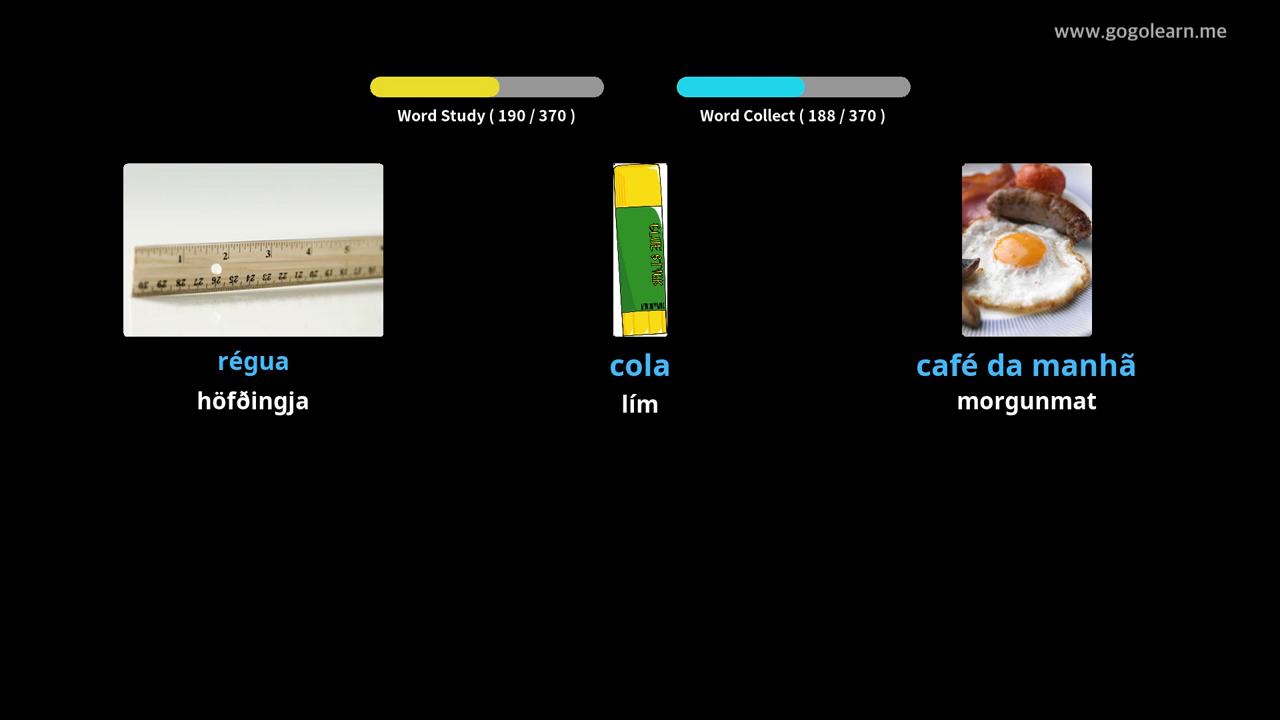 www.gogolearn.me
Word Study ( 190 / 370 )
Word Collect ( 188 / 370 )
régua
cola
café da manhã
höfðingja
lím
morgunmat